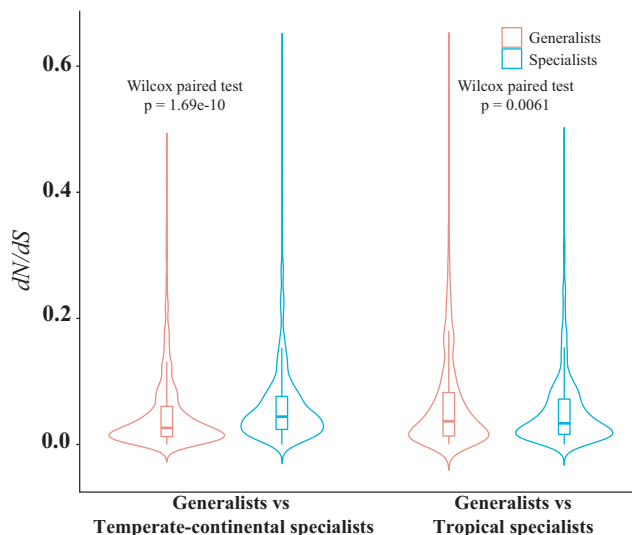 Generalists
Specialists
Wilcox paired test
p = 1.69e-10
Wilcox paired test
p = 0.0061
0.6
0.4
0.2
0.0
dN/dS
Generalists vs
Temperate-continental specialists
Generalists vs
Tropical specialists